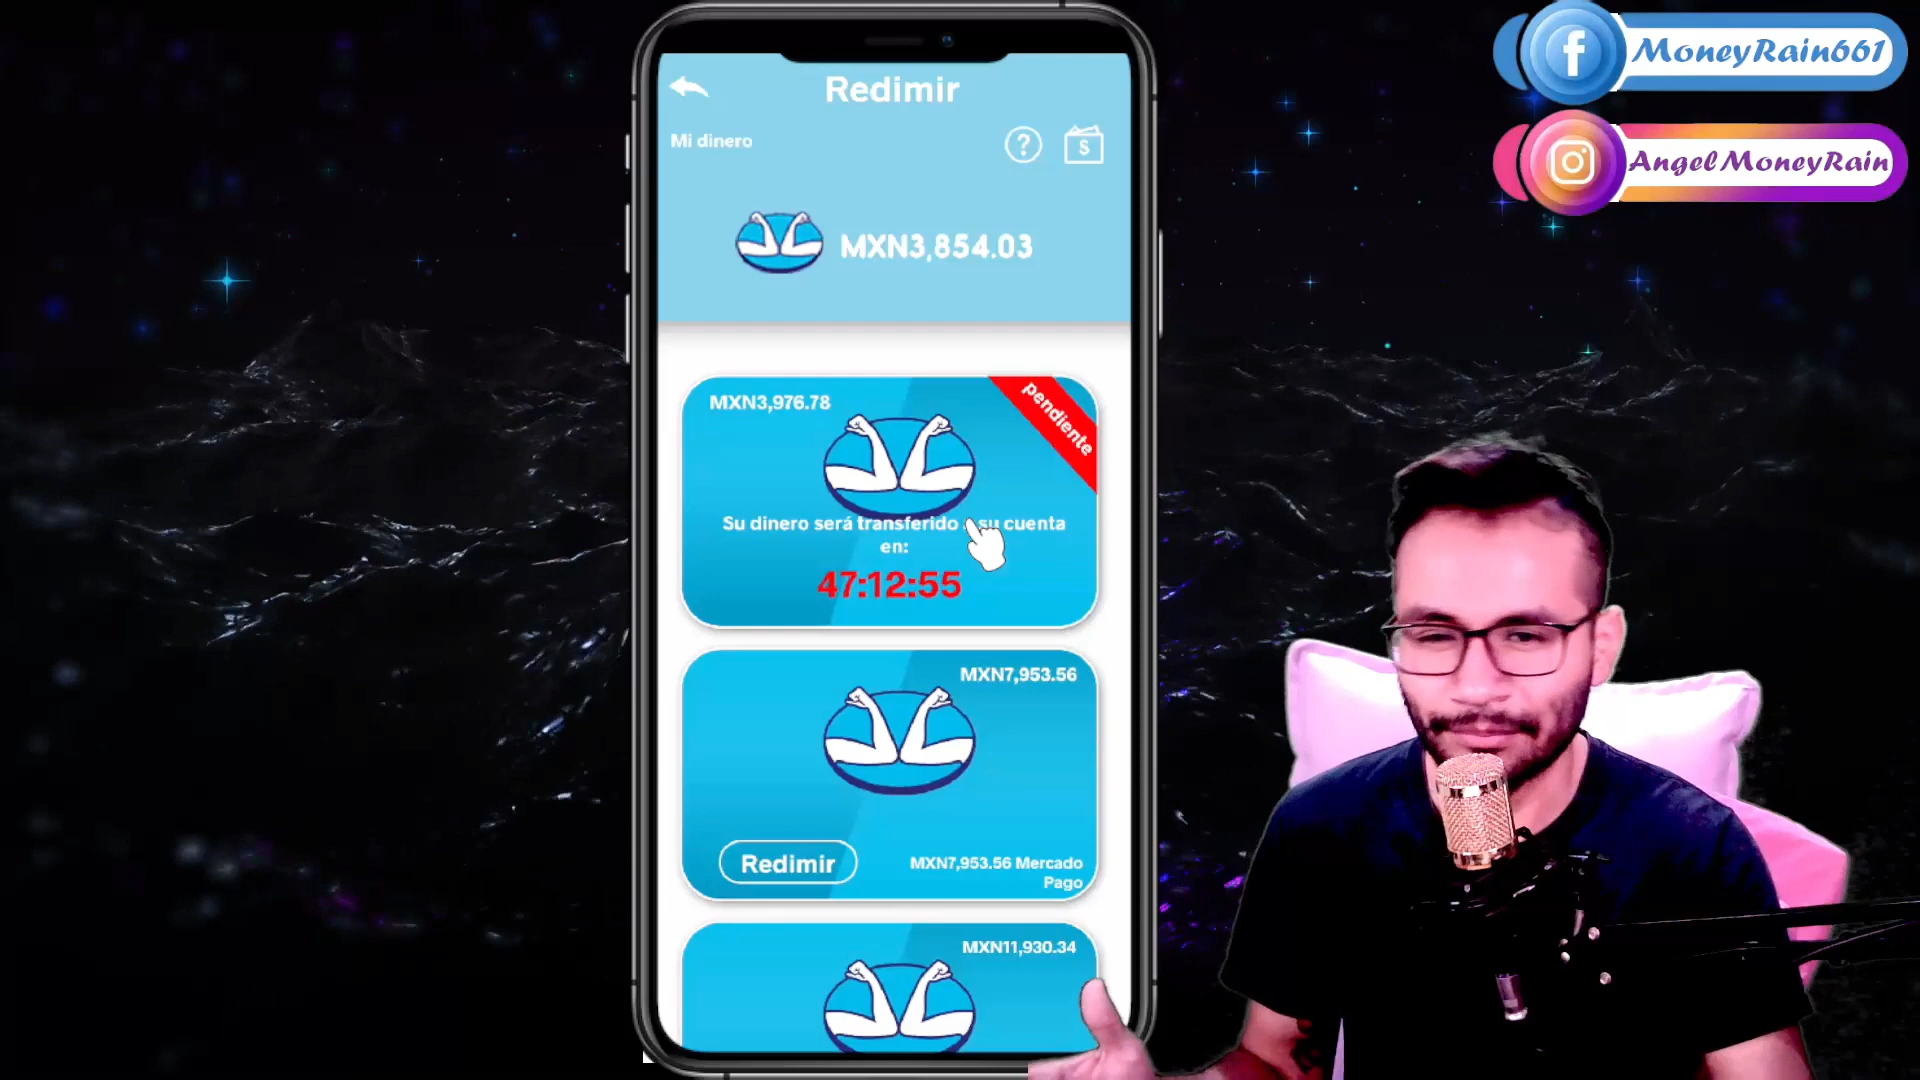 Redimir
Mi dinero
?
$
MXN3,854.03
MXN3,976.78
pendiente
Su dinero será transferido su cuenta
en:
47:12:55
MXN7,953.56
Redimir
MXN7,953.56 Mercado
Pago
MXN11,930.34
f
MoneyRain661
AngelMoneyRain